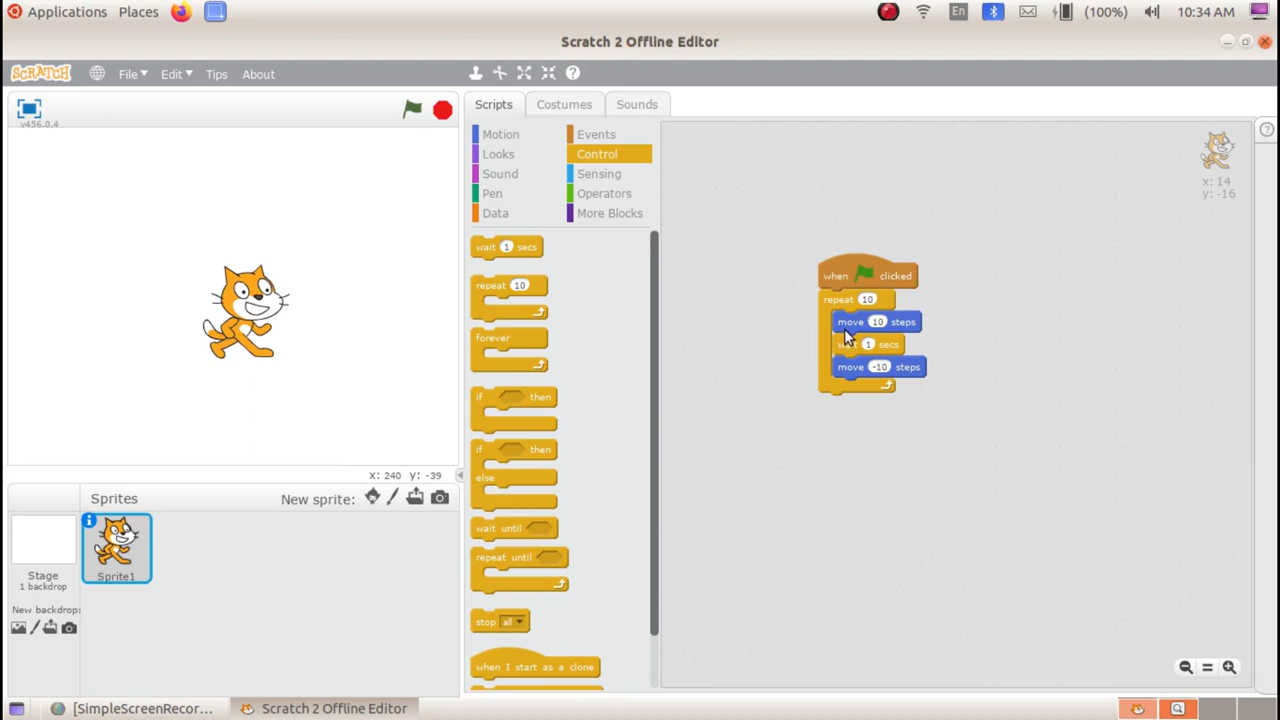 Applications Places En (100%) 10:34 AM
Scratch 2 Offline Editor
SCRATCH File Edit Tips About
v456.0.4
Scripts Costumes Sounds
Motion Events
Looks Control
Sound Sensing
Pen Operators
Data More Blocks
wait 1 secs
repeat 10
forever
if then
if then
else
wait until
repeat until
stop all
when I start as a clone
when clicked
repeat 10
move 10 steps
1 secs
move -10 steps
x: 14
y: -16
x: 240 y: -39
Sprites New sprite:
Stage
1 backdrop
New backdrop:
Sprite1
[SimpleScreenRecor... Scratch 2 Offline Editor